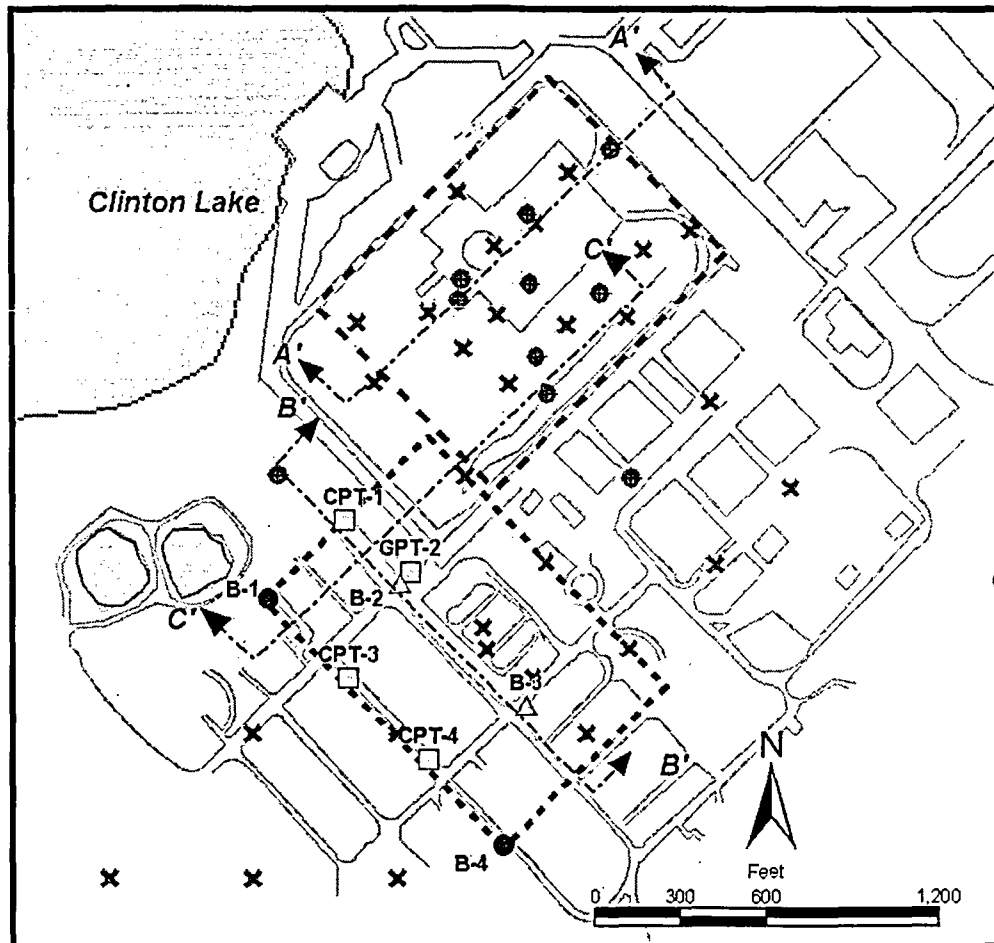 A'
Clinton Lake
C'
A'
B'
CPT-1
GPT-2
B-1
B-2
C'
CPT-3
B-3
CPT-4
B'
N
B-4
Feet
0 300 600 1,200